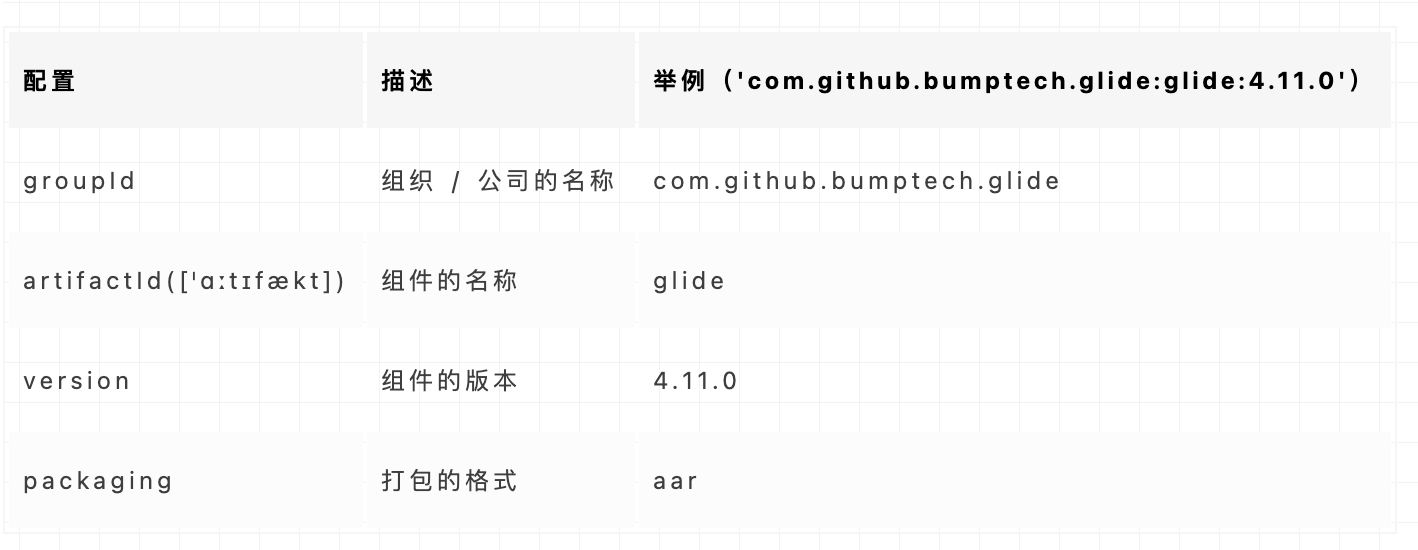 配置 描述 举例（'com.github.bumptech.glide:glide:4.11.0'）
groupId 组织 / 公司的名称 com.github.bumptech.glide
artifactId(['ɑːtɪfækt]) 组件的名称 glide
version 组件的版本 4.11.0
packaging 打包的格式 aar